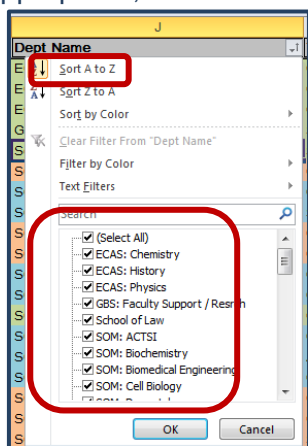 J
Dept Name
Sort A to Z
Sort Z to A
Sort by Color
Clear Filter From "Dept Name"
Filter by Color
Text Filters
Search
(Select All)
ECAS: Chemistry
ECAS: History
ECAS: Physics
GBS: Faculty Support / Resrch
School of Law
SOM: ACTSI
SOM: Biochemistry
SOM: Biomedical Engineering
SOM: Cell Biology
OK Cancel